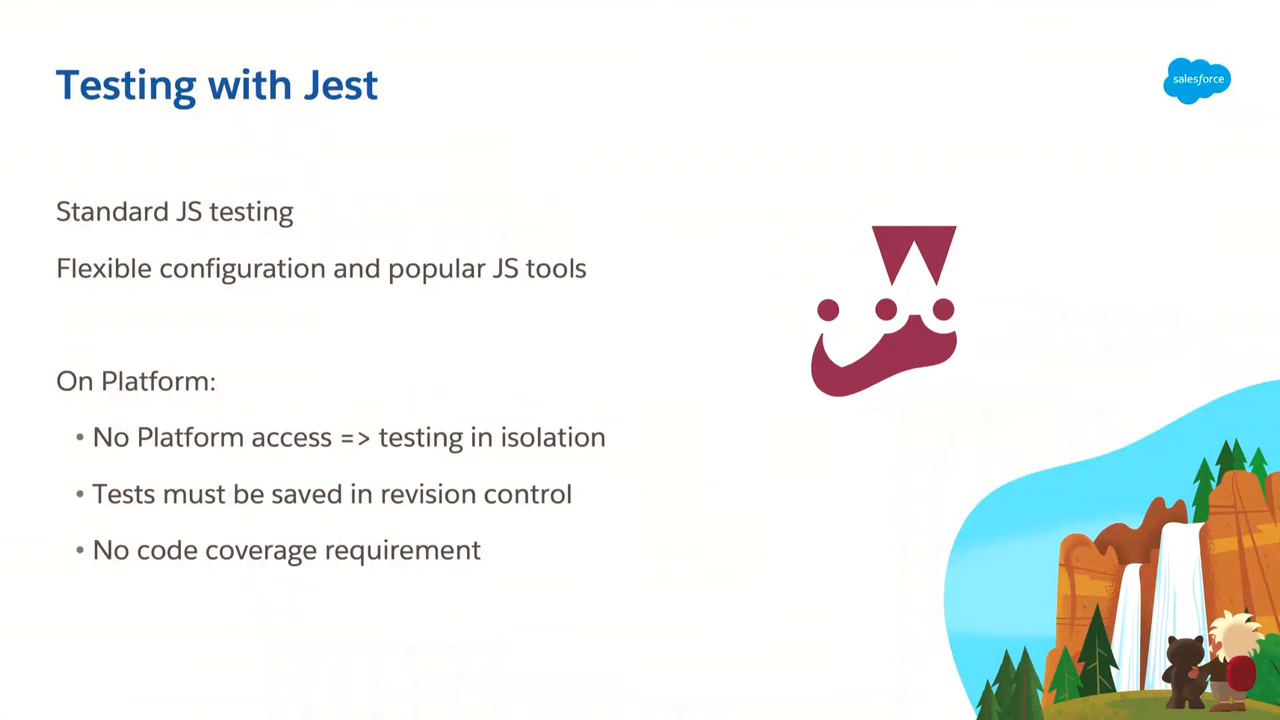 Testing with Jest
salesforce
Standard JS testing
Flexible configuration and popular JS tools
On Platform:
• No Platform access => testing in isolation
• Tests must be saved in revision control
• No code coverage requirement